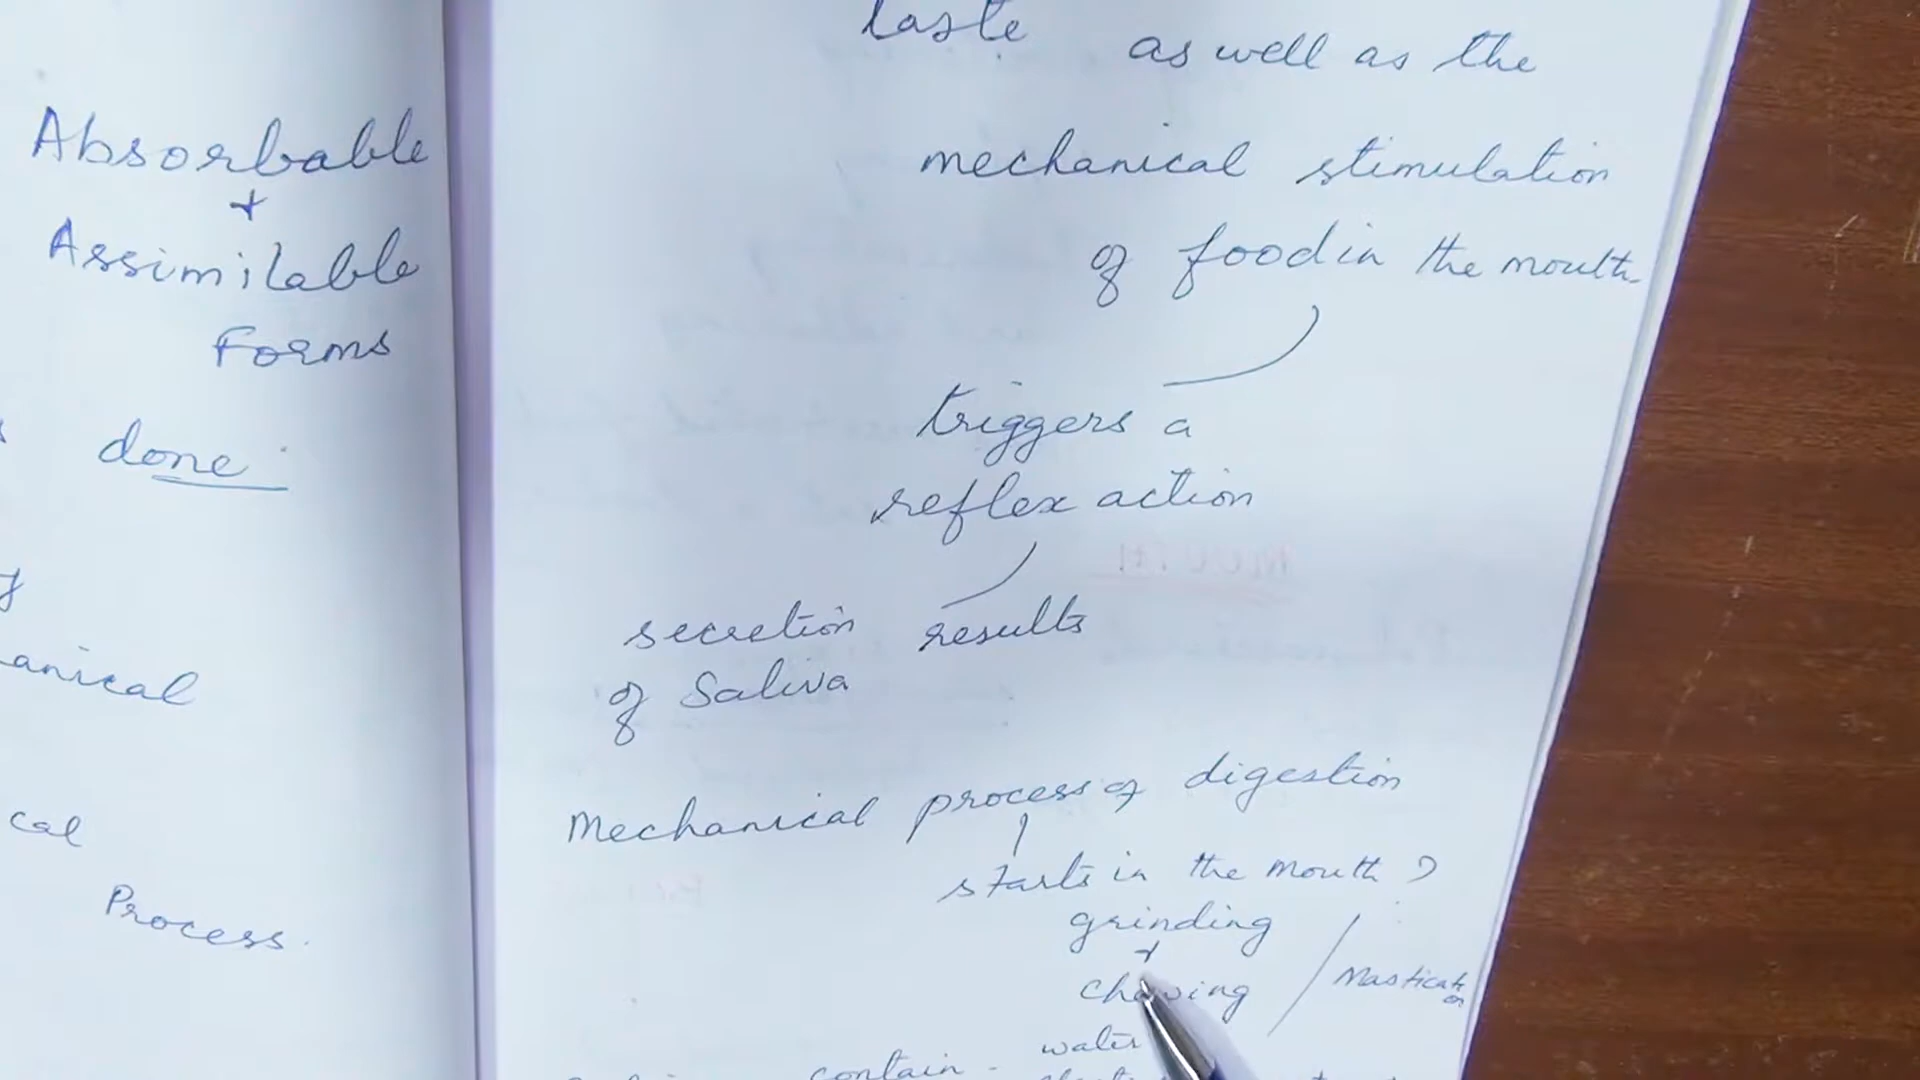 Absorbable
+
Assimilable
Forms
done
anical
cal
Process.
taste as well as the
mechanical stimulation
of food in the mouth
triggers a
reflex action
secretion results
of Saliva
Mechanical process of digestion
starts in the mouth
grinding
+
chewing
Masticati
on
water
contain -